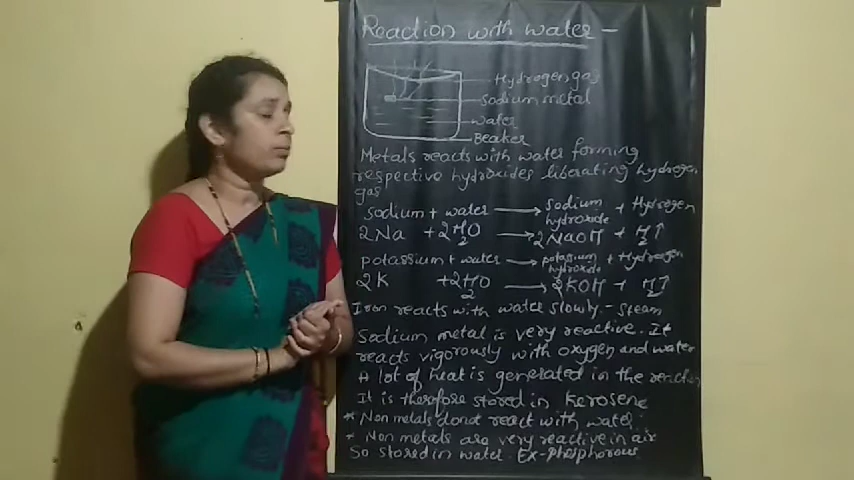 Reaction with water -
Hydrogen gas
Sodium metal
water
Beaker
Metals reacts with water forming
respective hydroxides liberating hydrogen
gas
Sodium + water → Sodium hydroxide + Hydrogen
2Na + 2H2O → 2NaOH + H2↑
potassium + water → potassium hydroxide + Hydrogen
2K + 2H2O → 2KOH + H2↑
Iron reacts with water slowly - steam
Sodium metal is very reactive. It
reacts vigorously with oxygen and water
A lot of heat is generated in the reaction
It is therefore stored in kerosene
* Non metals donot react with water.
* Non metals are very reactive in air
So stored in water. Ex-phosphorous